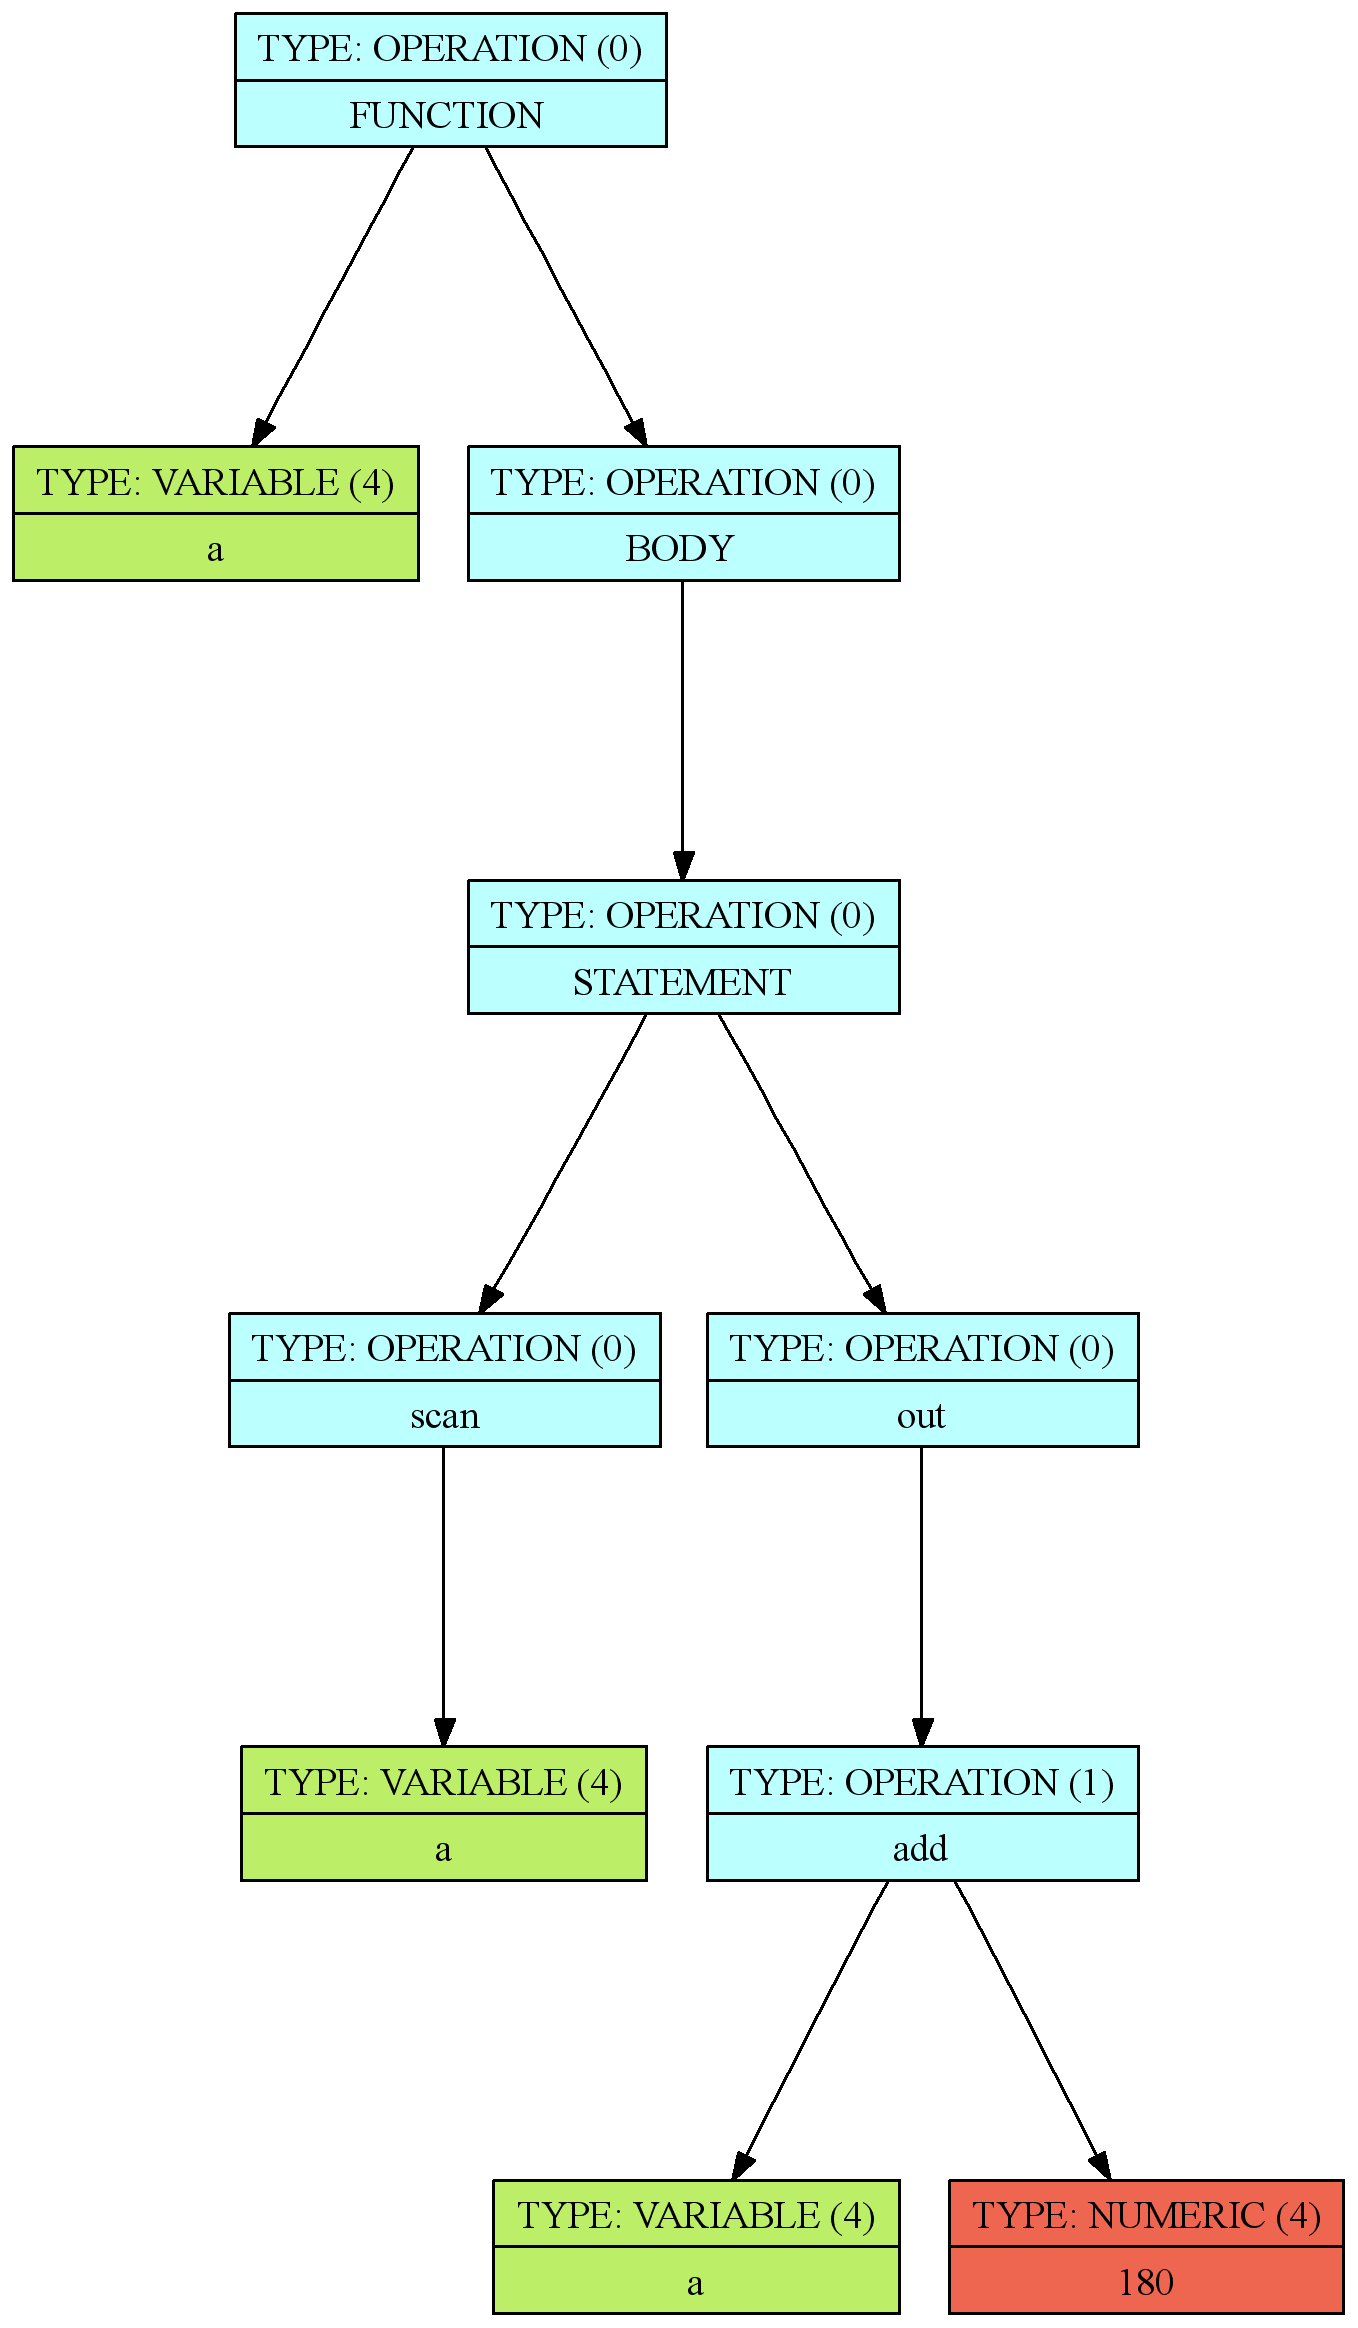 TYPE: OPERATION (0)
FUNCTION
TYPE: VARIABLE (4)
a
TYPE: OPERATION (0)
BODY
TYPE: OPERATION (0)
STATEMENT
TYPE: OPERATION (0)
scan
TYPE: OPERATION (0)
out
TYPE: VARIABLE (4)
a
TYPE: OPERATION (1)
add
TYPE: VARIABLE (4)
a
TYPE: NUMERIC (4)
180